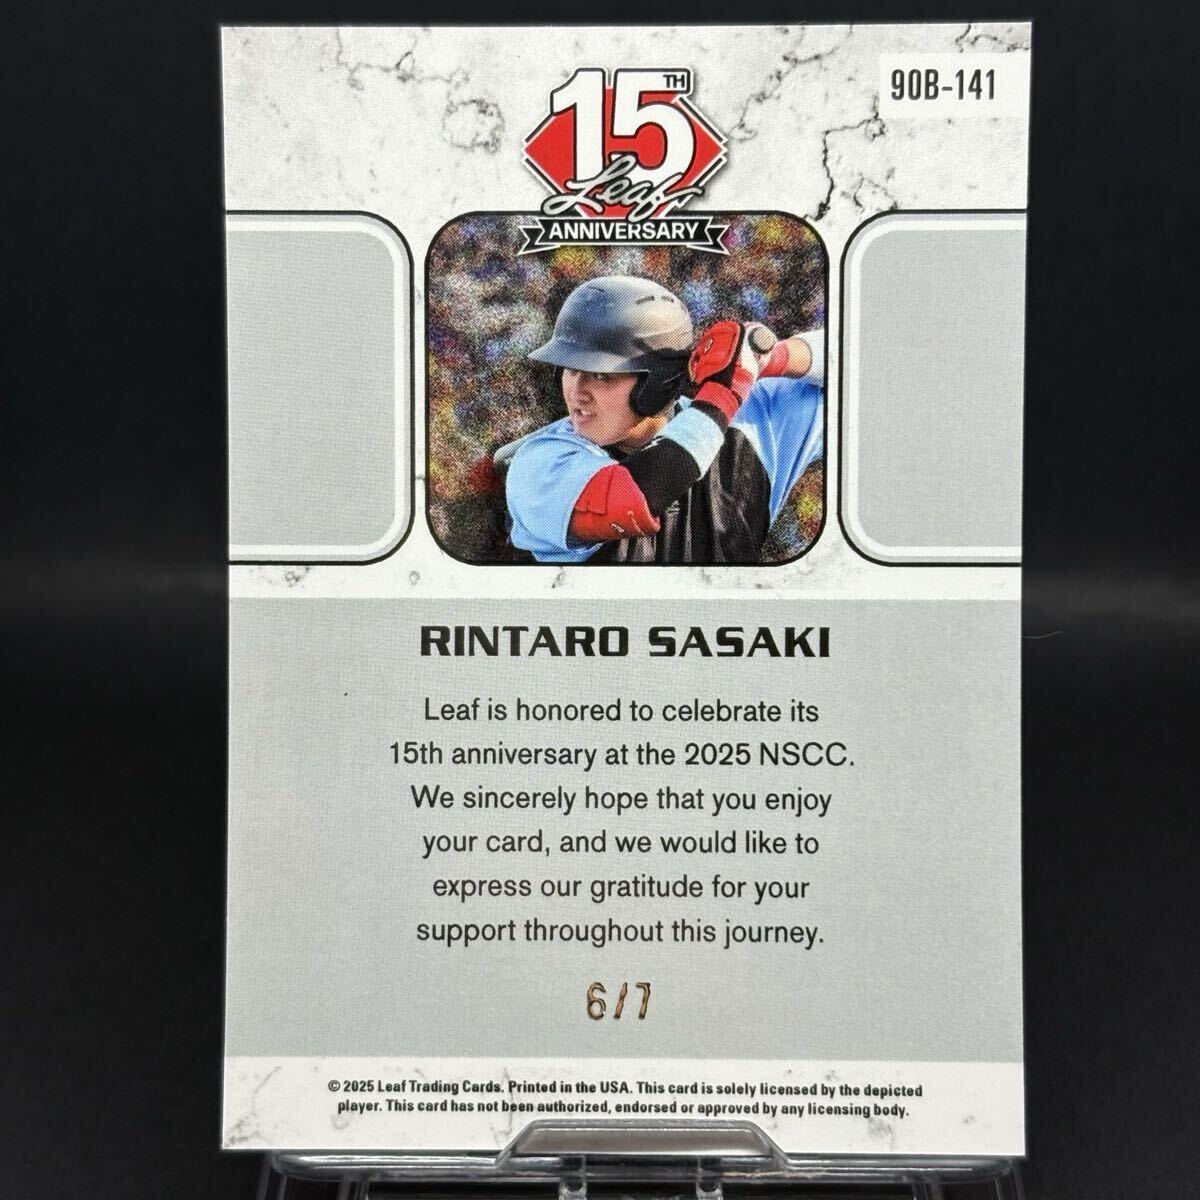 90B-141
15TH
Leaf
ANNIVERSARY
RINTARO SASAKI
Leaf is honored to celebrate its
15th anniversary at the 2025 NSCC.
We sincerely hope that you enjoy
your card, and we would like to
express our gratitude for your
support throughout this journey.
6/7
© 2025 Leaf Trading Cards. Printed in the USA. This card is solely licensed by the depicted
player. This card has not been authorized, endorsed or approved by any licensing body.